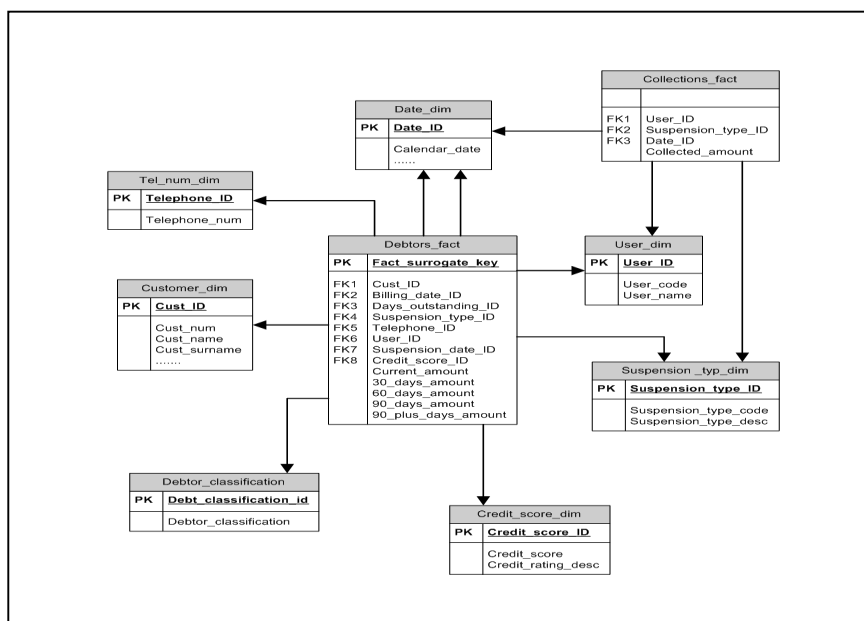 Collections_fact
FK1 User_ID
FK2 Suspension_type_ID
FK3 Date_ID
Collected_amount
Date_dim
PK Date_ID
Calendar_date
......
Tel_num_dim
PK Telephone_ID
Telephone_num
Debtors_fact
PK Fact_surrogate_key
FK1 Cust_ID
FK2 Billing_date_ID
FK3 Days_outstanding_ID
FK4 Suspension_type_ID
FK5 Telephone_ID
FK6 User_ID
FK7 Suspension_date_ID
FK8 Credit_score_ID
Current_amount
30_days_amount
60_days_amount
90_days_amount
90_plus_days_amount
User_dim
PK User_ID
User_code
User_name
Customer_dim
PK Cust_ID
Cust_num
Cust_name
Cust_surname
.......
Suspension _typ_dim
PK Suspension_type_ID
Suspension_type_code
Suspension_type_desc
Debtor_classification
PK Debt_classification_id
Debtor_classification
Credit_score_dim
PK Credit_score_ID
Credit_score
Credit_rating_desc